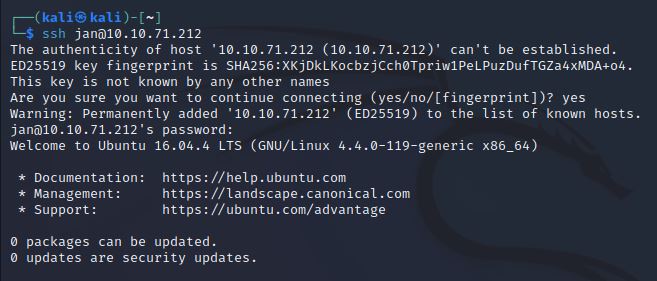 ┌──(kali㉿kali)-[~]
└─$ ssh jan@10.10.71.212
The authenticity of host '10.10.71.212 (10.10.71.212)' can't be established.
ED25519 key fingerprint is SHA256:XKjDkLKocbzjCch0Tpriw1PeLPuzDufTGZa4xMDA+o4.
This key is not known by any other names
Are you sure you want to continue connecting (yes/no/[fingerprint])? yes
Warning: Permanently added '10.10.71.212' (ED25519) to the list of known hosts.
jan@10.10.71.212's password:
Welcome to Ubuntu 16.04.4 LTS (GNU/Linux 4.4.0-119-generic x86_64)
* Documentation: https://help.ubuntu.com
* Management: https://landscape.canonical.com
* Support: https://ubuntu.com/advantage
0 packages can be updated.
0 updates are security updates.